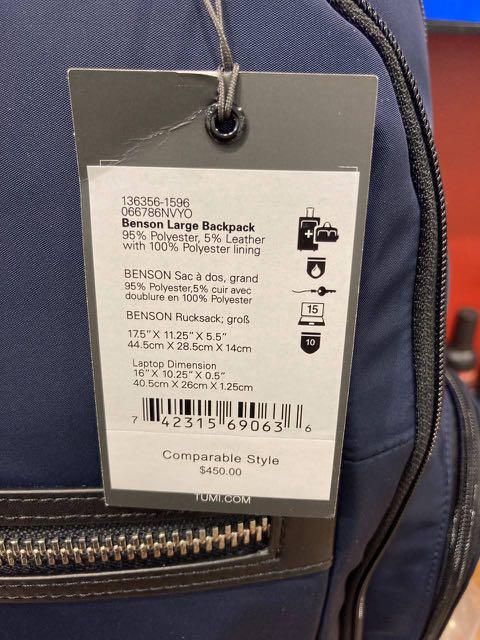 136356-1596
066786NVYO
Benson Large Backpack
95% Polyester, 5% Leather
with 100% Polyester lining
BENSON Sac à dos, grand
95% Polyester,5% cuir avec
doublure en 100% Polyester
BENSON Rucksack; groß
17.5" X 11.25" X 5.5"
44.5cm X 28.5cm X 14cm
Laptop Dimension
16" X 10.25" X 0.5"
40.5cm X 26cm X 1.25cm
15
10
7 42315 69063 6
Comparable Style
$450.00
TUMI.COM